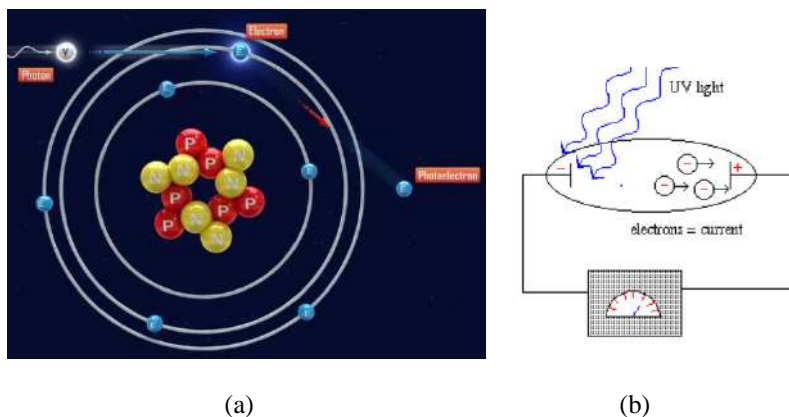 Electron
γ
E⁻
Photon
E⁻
P⁺
N
P⁺
N
N
N
E⁻
Photoelectron
P⁺
P⁺
P⁺
E⁻
E⁻
P⁺
N
N
E⁻
E⁻
(a)
UV light
-
-
+
-
-
electrons = current
(b)